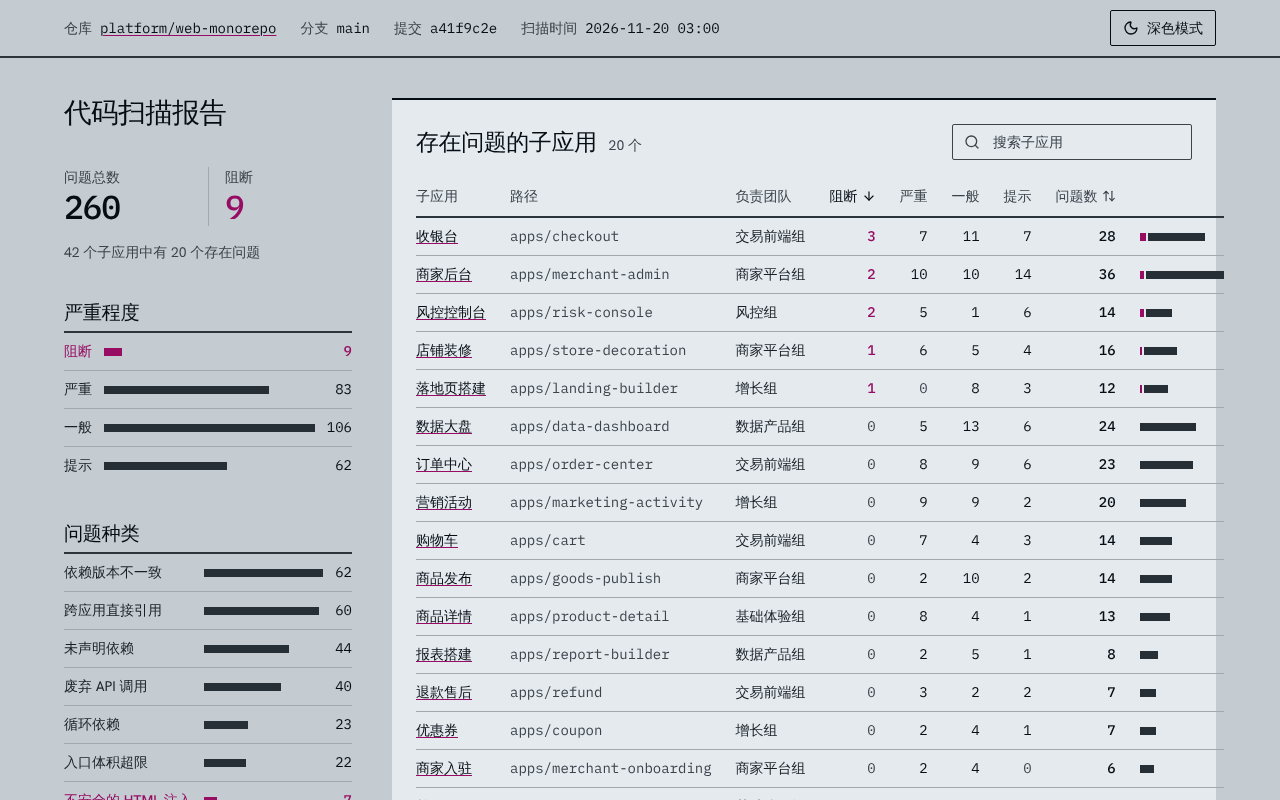 仓库 platform/web-monorepo 分支 main 提交 a41f9c2e 扫描时间 2026-11-20 03:00 深色模式
代码扫描报告
问题总数 阻断
260 9
42 个子应用中有 20 个存在问题
严重程度
阻断 9
严重 83
一般 106
提示 62
问题种类
依赖版本不一致 62
跨应用直接引用 60
未声明依赖 44
废弃 API 调用 40
循环依赖 23
入口体积超限 22
不安全的 HTML 注入 7
存在问题的子应用 20 个 搜索子应用
子应用 路径 负责团队 阻断 严重 一般 提示 问题数
收银台 apps/checkout 交易前端组 3 7 11 7 28
商家后台 apps/merchant-admin 商家平台组 2 10 10 14 36
风控控制台 apps/risk-console 风控组 2 5 1 6 14
店铺装修 apps/store-decoration 商家平台组 1 6 5 4 16
落地页搭建 apps/landing-builder 增长组 1 0 8 3 12
数据大盘 apps/data-dashboard 数据产品组 0 5 13 6 24
订单中心 apps/order-center 交易前端组 0 8 9 6 23
营销活动 apps/marketing-activity 增长组 0 9 9 2 20
购物车 apps/cart 交易前端组 0 7 4 3 14
商品发布 apps/goods-publish 商家平台组 0 2 10 2 14
商品详情 apps/product-detail 基础体验组 0 8 4 1 13
报表搭建 apps/report-builder 数据产品组 0 2 5 1 8
退款售后 apps/refund 交易前端组 0 3 2 2 7
优惠券 apps/coupon 增长组 0 2 4 1 7
商家入驻 apps/merchant-onboarding 商家平台组 0 2 4 0 6